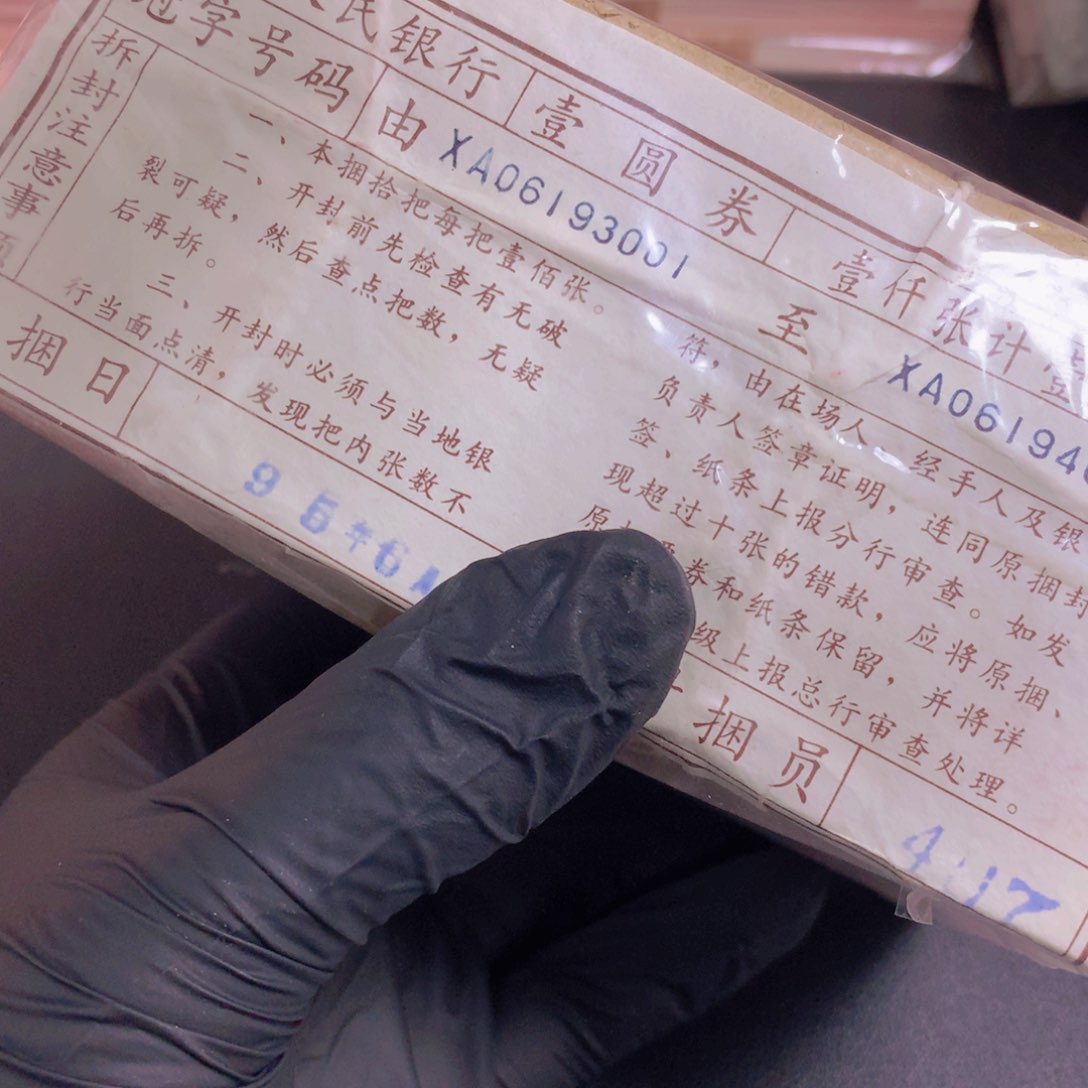 人民银行 壹圆券 壹仟张计壹
冠字号码 由 XA06193001 至 XA061940
拆封注意事项
一、本捆拾把每把壹佰张。
二、开封前先检查有无破
裂可疑，然后查点把数，无疑
后再拆。
三、开封时必须与当地银
行当面点清，发现把内张数不
符，由在场人、经手人及银
负责人签章证明，连同原捆封
签、纸条上报分行审查。如发
现超过十张的错款，应将原捆、
原 券和纸条保留，并将详
级上报总行审查处理。
捆日 95年6月 捆员 4117